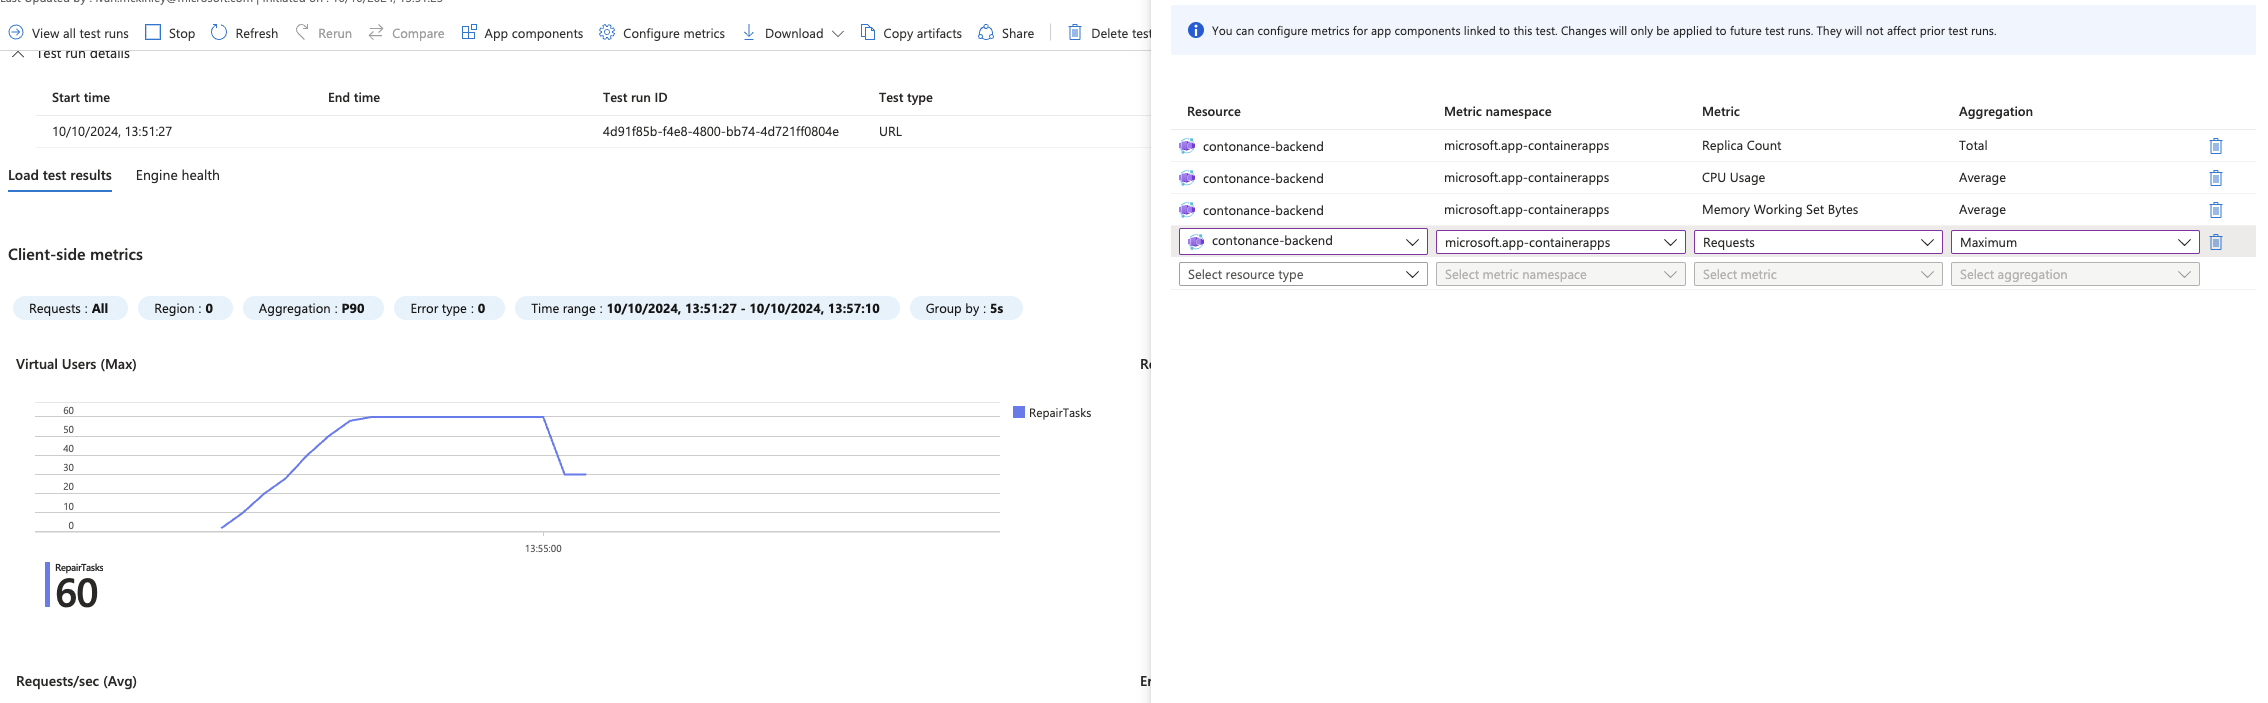 View all test runs Stop Refresh Rerun Compare App components Configure metrics Download Copy artifacts Share Delete test
Test run details
Start time End time Test run ID Test type
10/10/2024, 13:51:27 4d91f85b-f4e8-4800-bb74-4d721ff0804e URL
Load test results Engine health
Client-side metrics
Requests : All Region : 0 Aggregation : P90 Error type : 0 Time range : 10/10/2024, 13:51:27 - 10/10/2024, 13:57:10 Group by : 5s
Virtual Users (Max)
60
50
40
30
20
10
0
13:55:00
RepairTasks
RepairTasks
60
Requests/sec (Avg)
You can configure metrics for app components linked to this test. Changes will only be applied to future test runs. They will not affect prior test runs.
Resource Metric namespace Metric Aggregation
contonance-backend microsoft.app-containerapps Replica Count Total
contonance-backend microsoft.app-containerapps CPU Usage Average
contonance-backend microsoft.app-containerapps Memory Working Set Bytes Average
contonance-backend microsoft.app-containerapps Requests Maximum
Select resource type Select metric namespace Select metric Select aggregation